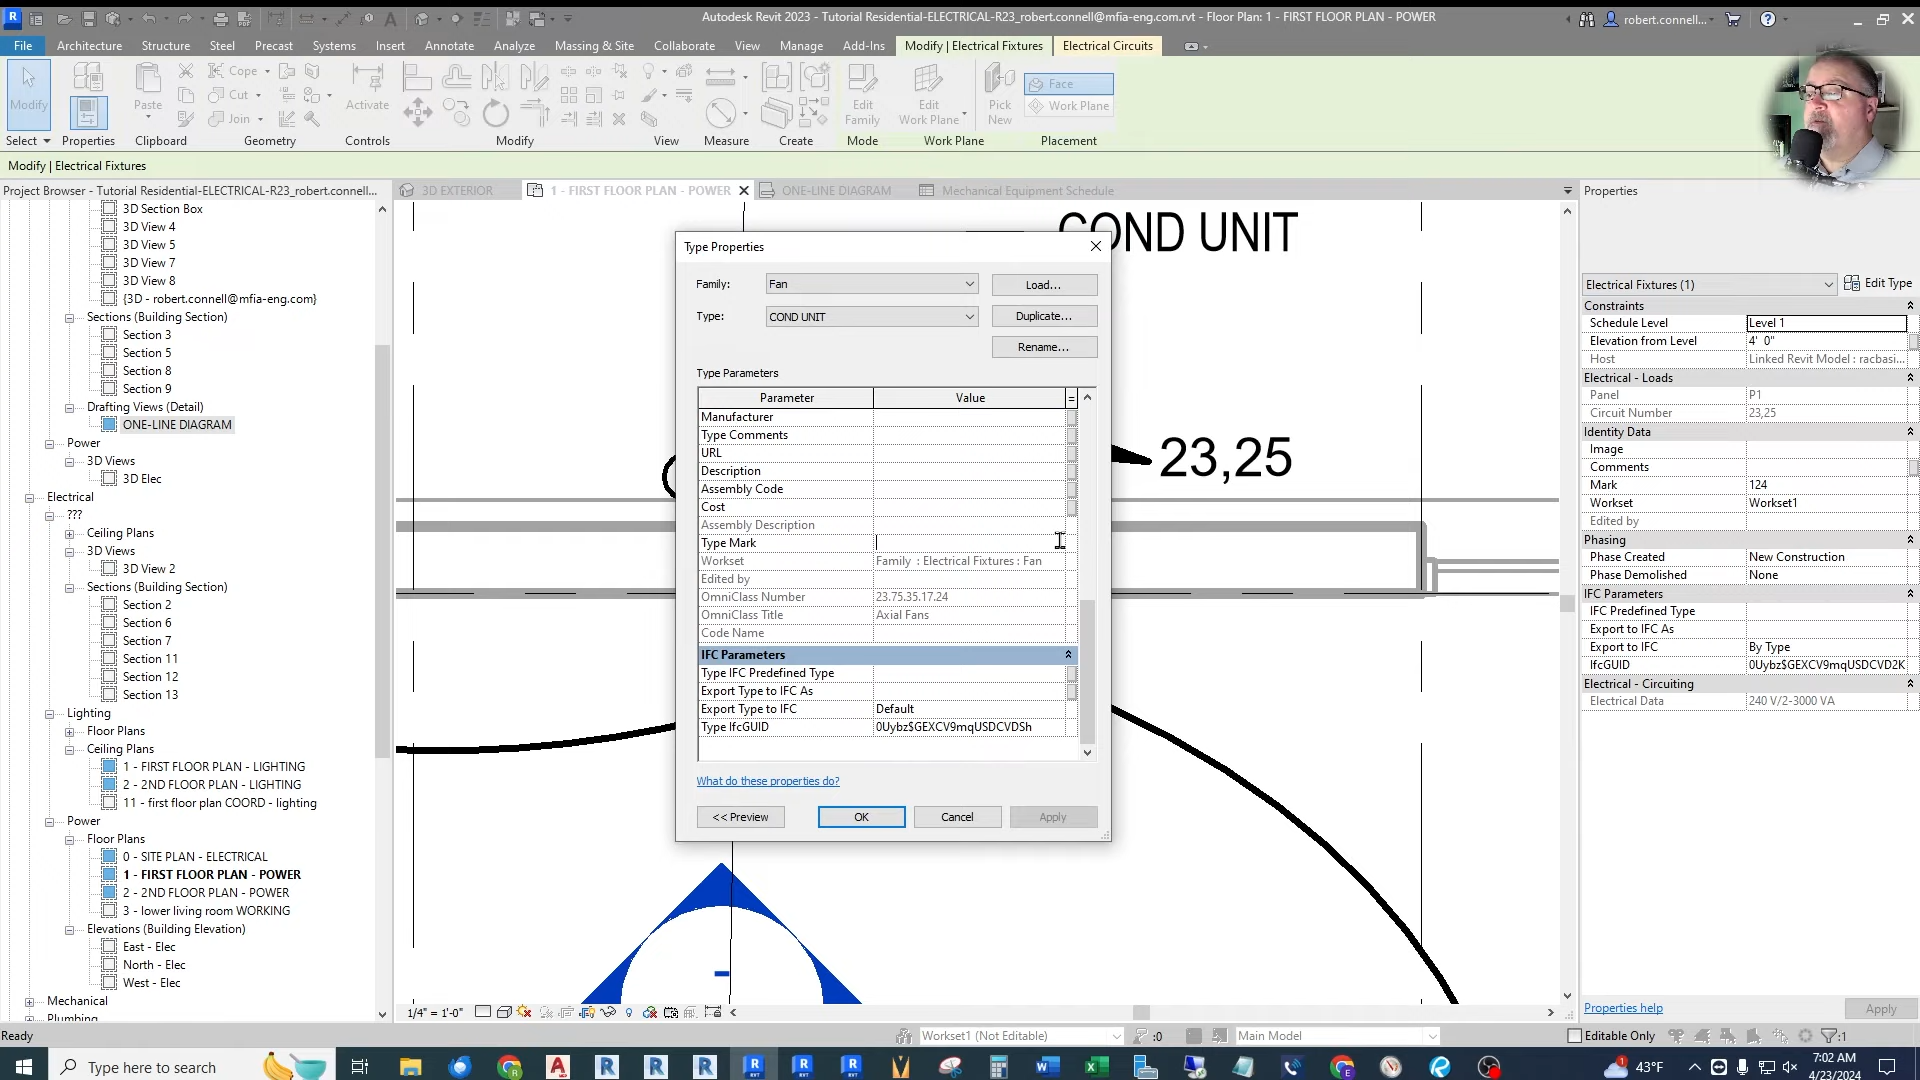 Autodesk Revit 2023 - Tutorial Residential-ELECTRICAL-R23_robert.connell@mfia-eng.com.rvt - Floor Plan: 1 - FIRST FLOOR PLAN - POWER
robert.connell...
File Architecture Structure Steel Precast Systems Insert Annotate Analyze Massing & Site Collaborate View Manage Add-Ins Modify | Electrical Fixtures Electrical Circuits
Modify
Paste
Cope
Cut
Join
Activate
Edit Family
Edit Work Plane
Pick New
Face
Work Plane
Select Properties Clipboard Geometry Controls Modify View Measure Create Mode Work Plane Placement
Modify | Electrical Fixtures
Project Browser - Tutorial Residential-ELECTRICAL-R23_robert.connell...
3D Section Box
3D View 4
3D View 5
3D View 7
3D View 8
{3D - robert.connell@mfia-eng.com}
Sections (Building Section)
Section 3
Section 5
Section 8
Section 9
Drafting Views (Detail)
ONE-LINE DIAGRAM
Power
3D Views
3D Elec
Electrical
???
Ceiling Plans
3D Views
3D View 2
Sections (Building Section)
Section 2
Section 6
Section 7
Section 11
Section 12
Section 13
Lighting
Floor Plans
Ceiling Plans
1 - FIRST FLOOR PLAN - LIGHTING
2 - 2ND FLOOR PLAN - LIGHTING
11 - first floor plan COORD - lighting
Power
Floor Plans
0 - SITE PLAN - ELECTRICAL
1 - FIRST FLOOR PLAN - POWER
2 - 2ND FLOOR PLAN - POWER
3 - lower living room WORKING
Elevations (Building Elevation)
East - Elec
North - Elec
West - Elec
Mechanical
Plumbing
3D EXTERIOR 1 - FIRST FLOOR PLAN - POWER ONE-LINE DIAGRAM Mechanical Equipment Schedule
COND UNIT
23,25
Type Properties
Family: Fan Load...
Type: COND UNIT Duplicate...
Rename...
Type Parameters
Parameter Value =
Manufacturer
Type Comments
URL
Description
Assembly Code
Cost
Assembly Description
Type Mark
Workset Family : Electrical Fixtures : Fan
Edited by
OmniClass Number 23.75.35.17.24
OmniClass Title Axial Fans
Code Name
IFC Parameters
Type IFC Predefined Type
Export Type to IFC As
Export Type to IFC Default
Type IfcGUID 0Uybz$GEXCV9mqUSDCVDSh
What do these properties do?
<< Preview OK Cancel Apply
Properties
Electrical Fixtures (1) Edit Type
Constraints
Schedule Level Level 1
Elevation from Level 4' 0"
Host Linked Revit Model : racbasi...
Electrical - Loads
Panel P1
Circuit Number 23,25
Identity Data
Image
Comments
Mark 124
Workset Workset1
Edited by
Phasing
Phase Created New Construction
Phase Demolished None
IFC Parameters
IFC Predefined Type
Export to IFC As
Export to IFC By Type
IfcGUID 0Uybz$GEXCV9mqUSDCVD2K
Electrical - Circuiting
Electrical Data 240 V/2-3000 VA
Properties help Apply
1/4" = 1'-0"
Ready
Workset1 (Not Editable) :0 Main Model Editable Only :1
Type here to search
43°F
7:02 AM
4/23/2024